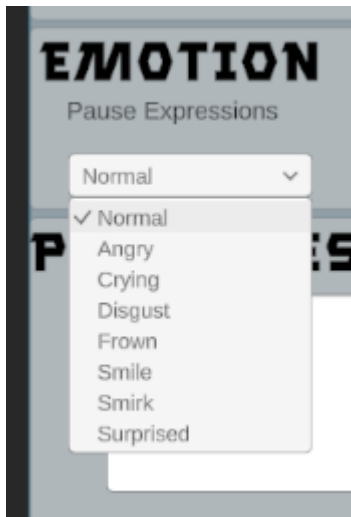 EMOTION
Pause Expressions
Normal
Normal
Angry
Crying
Disgust
Frown
Smile
Smirk
Surprised